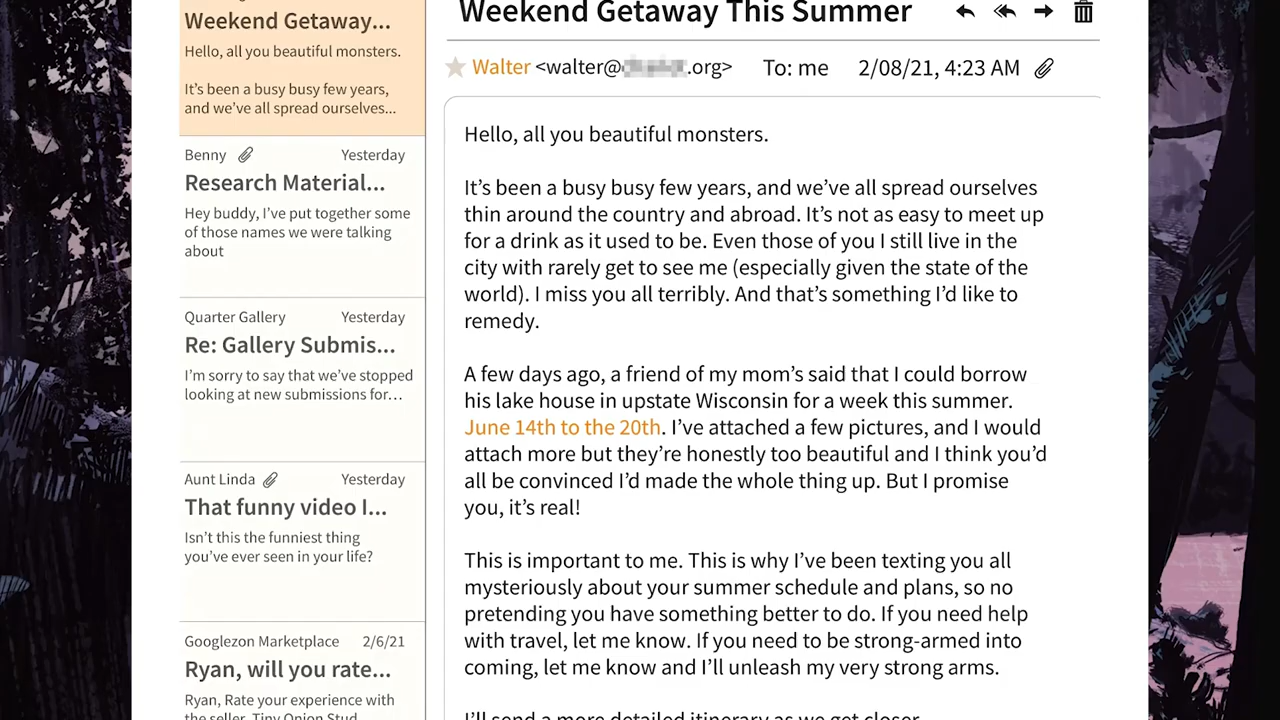 Weekend Getaway...
Hello, all you beautiful monsters.
It's been a busy busy few years,
and we've all spread ourselves...
Benny
Yesterday
Research Material...
Hey buddy, I've put together some
of those names we were talking
about
Quarter Gallery
Yesterday
Re: Gallery Submis...
I'm sorry to say that we've stopped
looking at new submissions for...
Aunt Linda
Yesterday
That funny video I...
Isn't this the funniest thing
you've ever seen in your life?
Googlezon Marketplace
2/6/21
Ryan, will you rate...
Ryan, Rate your experience with
the seller, Tiny Onion Stud
Weekend Getaway This Summer
Walter <walter@ .org> To: me 2/08/21, 4:23 AM
Hello, all you beautiful monsters.
It's been a busy busy few years, and we've all spread ourselves
thin around the country and abroad. It's not as easy to meet up
for a drink as it used to be. Even those of you I still live in the
city with rarely get to see me (especially given the state of the
world). I miss you all terribly. And that's something I'd like to
remedy.
A few days ago, a friend of my mom's said that I could borrow
his lake house in upstate Wisconsin for a week this summer.
June 14th to the 20th. I've attached a few pictures, and I would
attach more but they're honestly too beautiful and I think you'd
all be convinced I'd made the whole thing up. But I promise
you, it's real!
This is important to me. This is why I've been texting you all
mysteriously about your summer schedule and plans, so no
pretending you have something better to do. If you need help
with travel, let me know. If you need to be strong-armed into
coming, let me know and I'll unleash my very strong arms.
I'll send a more detailed itinerary as we get closer